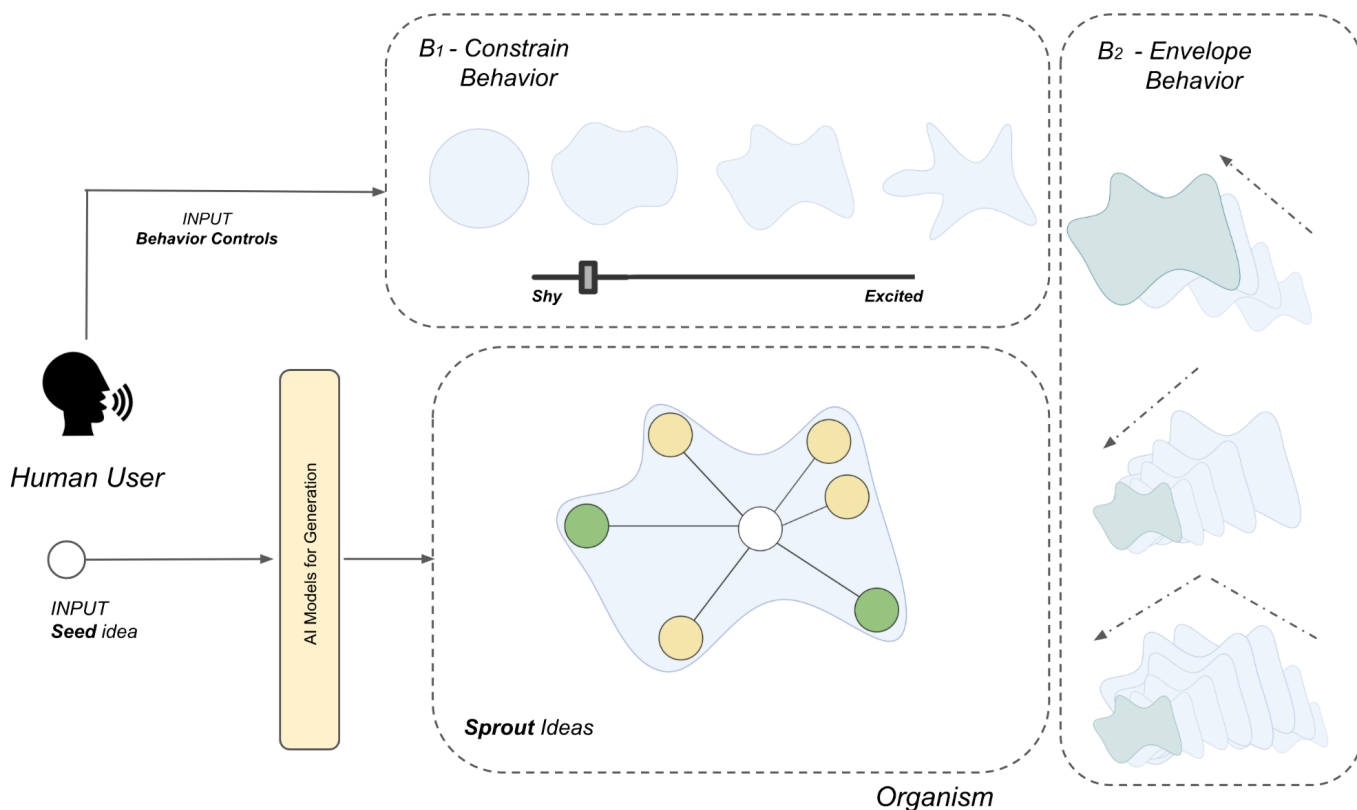 B1 - Constrain
Behavior
B2 - Envelope
Behavior
INPUT
Behavior Controls
Shy
Excited
Human User
INPUT
Seed idea
AI Models for Generation
Sprout Ideas
Organism